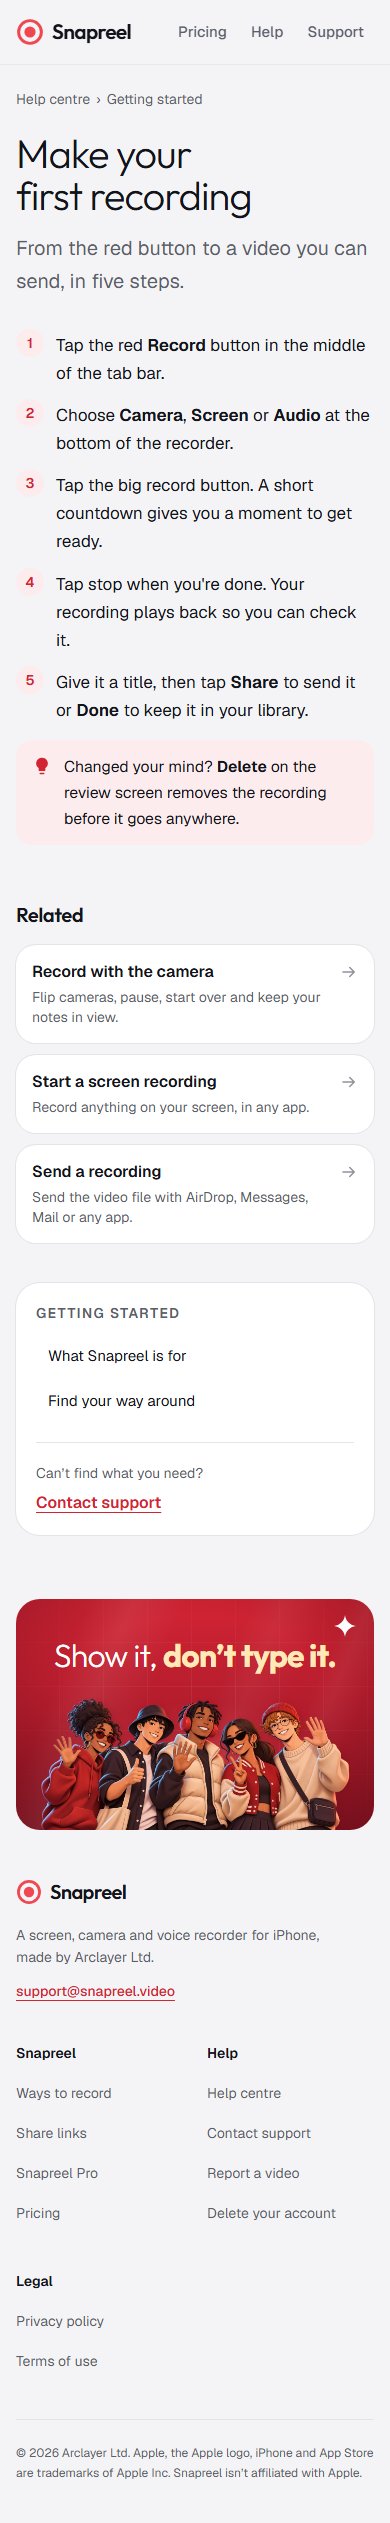 Snapreel
Pricing
Help
Support
Help centre › Getting started
Make your
first recording
From the red button to a video you can
send, in five steps.
1
Tap the red Record button in the middle
of the tab bar.
2
Choose Camera, Screen or Audio at the
bottom of the recorder.
3
Tap the big record button. A short
countdown gives you a moment to get
ready.
4
Tap stop when you're done. Your
recording plays back so you can check
it.
5
Give it a title, then tap Share to send it
or Done to keep it in your library.
Changed your mind? Delete on the
review screen removes the recording
before it goes anywhere.
Related
Record with the camera
Flip cameras, pause, start over and keep your
notes in view.
Start a screen recording
Record anything on your screen, in any app.
Send a recording
Send the video file with AirDrop, Messages,
Mail or any app.
GETTING STARTED
What Snapreel is for
Find your way around
Can't find what you need?
Contact support
Show it, don't type it.
Snapreel
A screen, camera and voice recorder for iPhone,
made by Arclayer Ltd.
support@snapreel.video
Snapreel
Ways to record
Share links
Snapreel Pro
Pricing
Help
Help centre
Contact support
Report a video
Delete your account
Legal
Privacy policy
Terms of use
© 2026 Arclayer Ltd. Apple, the Apple logo, iPhone and App Store
are trademarks of Apple Inc. Snapreel isn't affiliated with Apple.